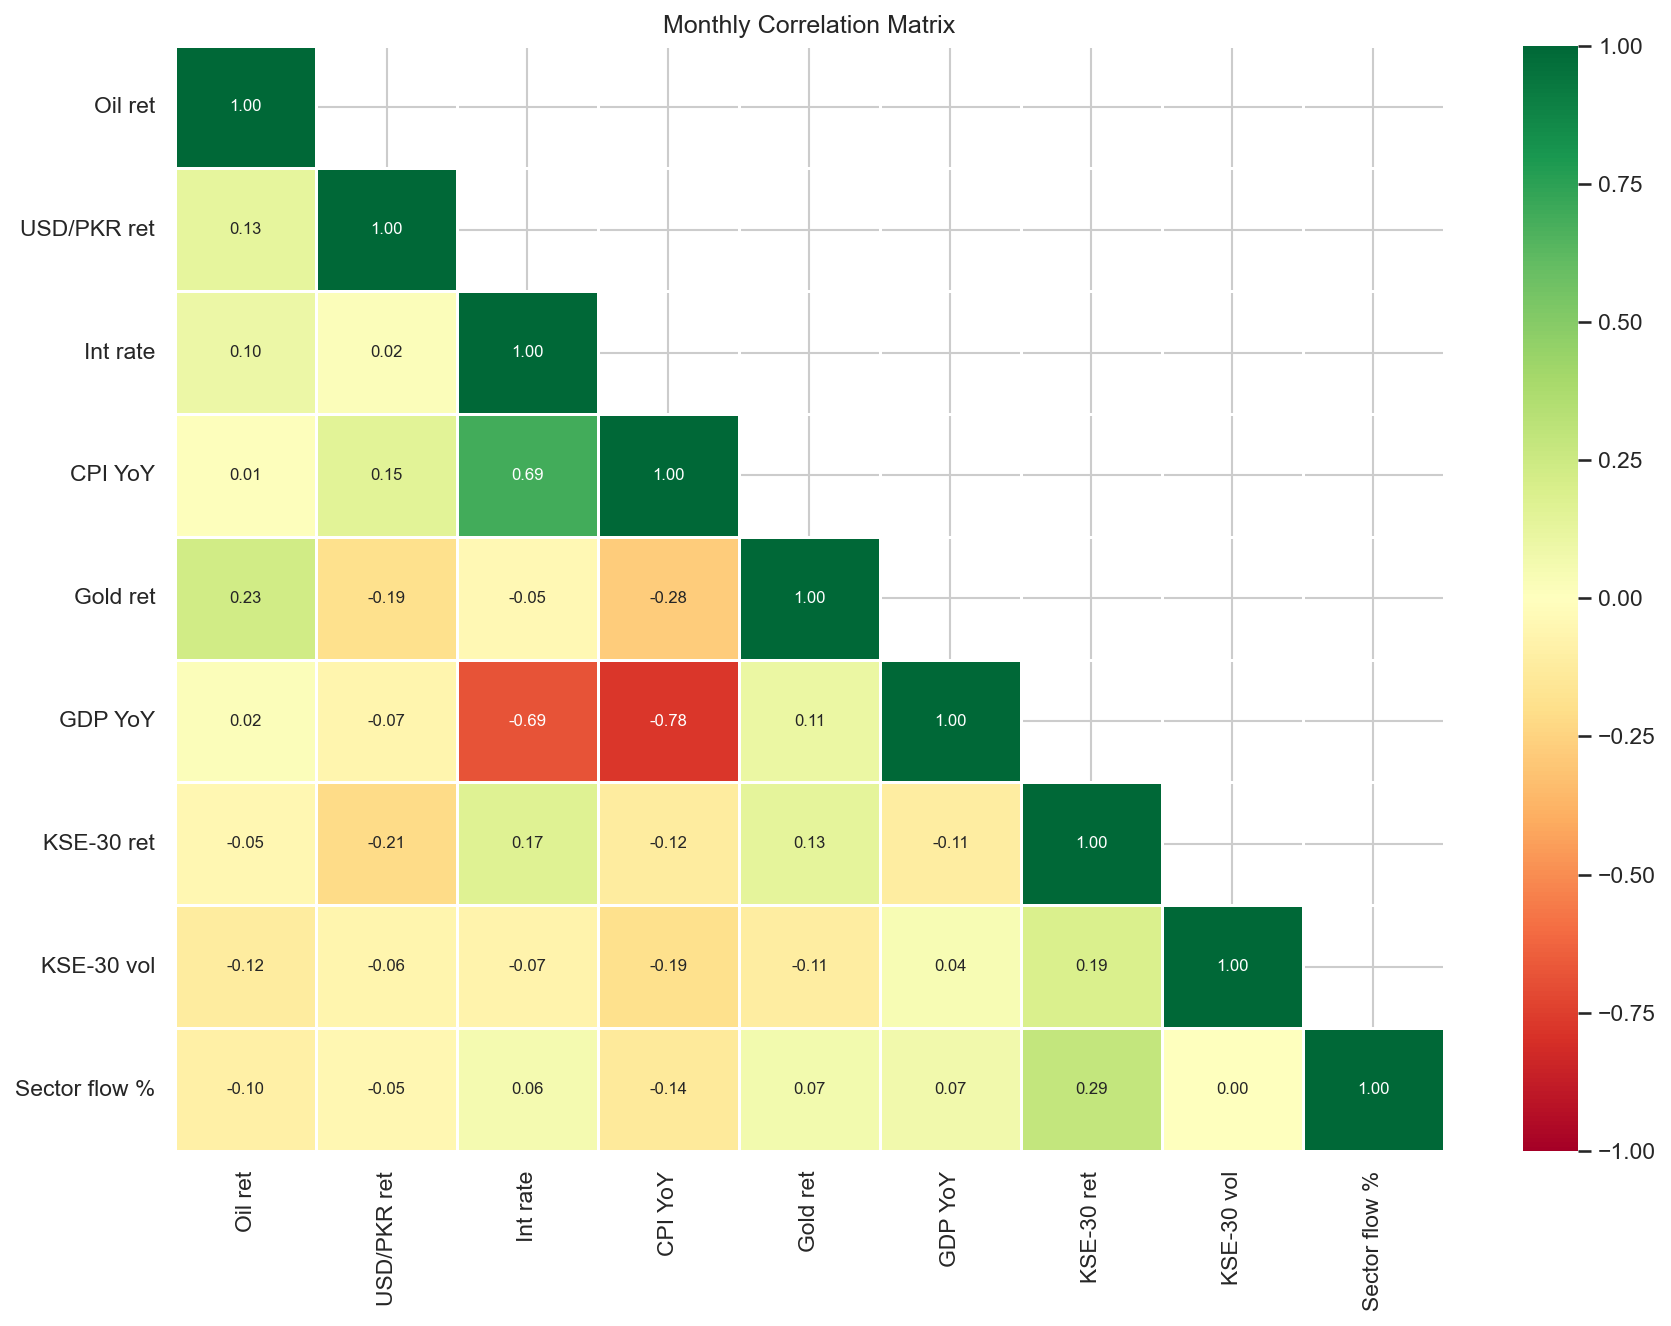 Monthly Correlation Matrix
Oil ret 1.00
USD/PKR ret 0.13 1.00
Int rate 0.10 0.02 1.00
CPI YoY 0.01 0.15 0.69 1.00
Gold ret 0.23 -0.19 -0.05 -0.28 1.00
GDP YoY 0.02 -0.07 -0.69 -0.78 0.11 1.00
KSE-30 ret -0.05 -0.21 0.17 -0.12 0.13 -0.11 1.00
KSE-30 vol -0.12 -0.06 -0.07 -0.19 -0.11 0.04 0.19 1.00
Sector flow % -0.10 -0.05 0.06 -0.14 0.07 0.07 0.29 0.00 1.00
Oil ret
USD/PKR ret
Int rate
CPI YoY
Gold ret
GDP YoY
KSE-30 ret
KSE-30 vol
Sector flow %
1.00
0.75
0.50
0.25
0.00
−0.25
−0.50
−0.75
−1.00